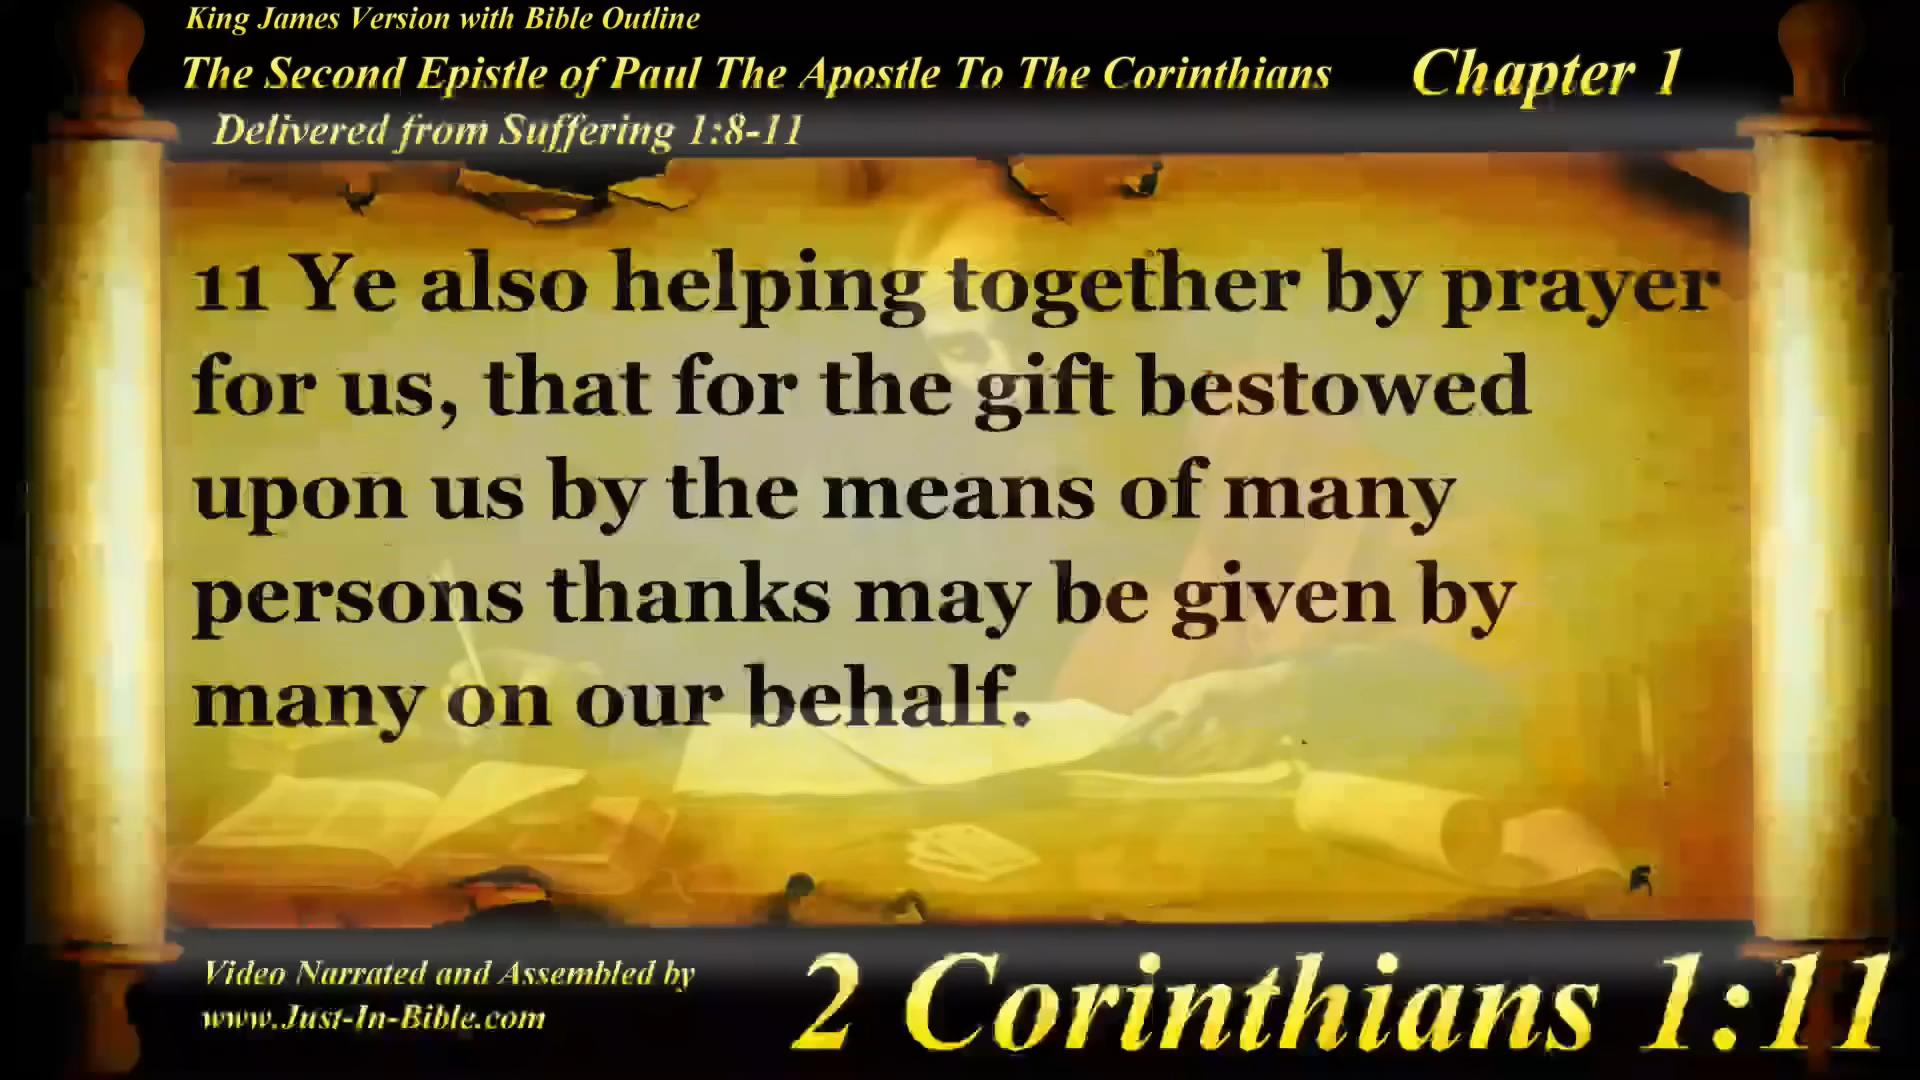 King James Version with Bible Outline
The Second Epistle of Paul The Apostle To The Corinthians Chapter 1
Delivered from Suffering 1:8-11
11 Ye also helping together by prayer
for us, that for the gift bestowed
upon us by the means of many
persons thanks may be given by
many on our behalf.
Video Narrated and Assembled by
www.Just-In-Bible.com
2 Corinthians 1:11